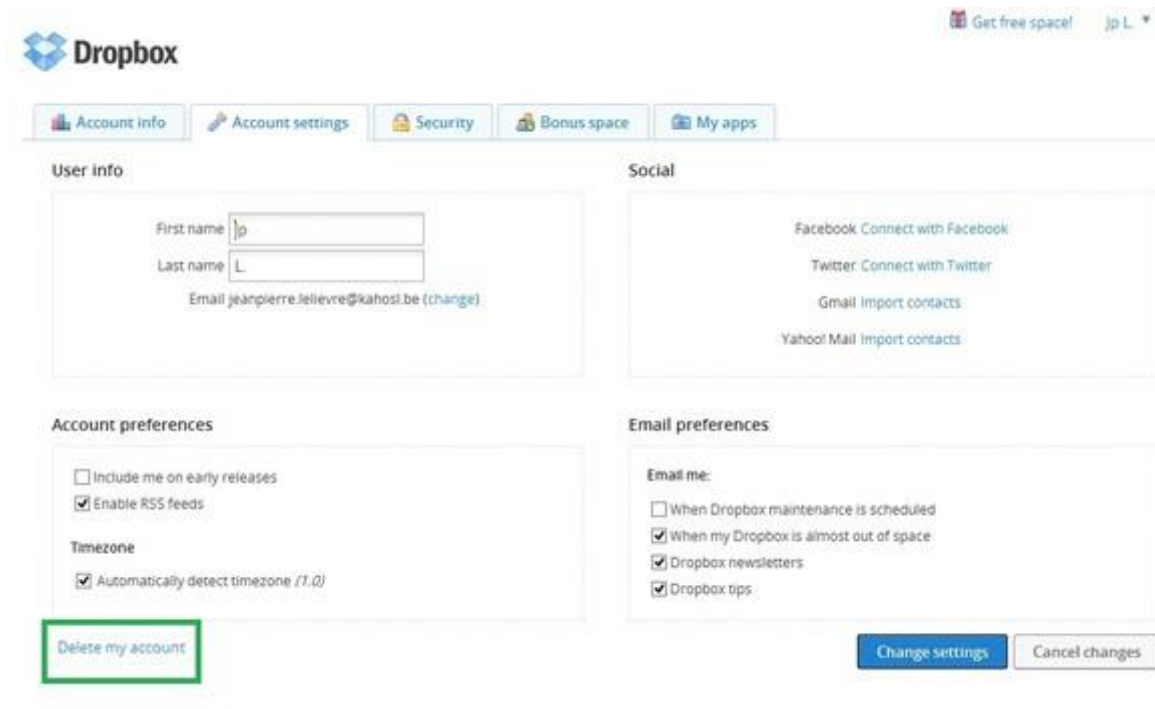 Get free space! Jp L.
Dropbox
Account info Account settings Security Bonus space My apps
User info
First name Jp
Last name L.
Email jeanpierre.lelievre@kahosl.be (change)
Social
Facebook Connect with Facebook
Twitter Connect with Twitter
Gmail Import contacts
Yahoo! Mail Import contacts
Account preferences
Include me on early releases
Enable RSS feeds
Timezone
Automatically detect timezone (1.0)
Email preferences
Email me:
When Dropbox maintenance is scheduled
When my Dropbox is almost out of space
Dropbox newsletters
Dropbox tips
Delete my account
Change settings Cancel changes